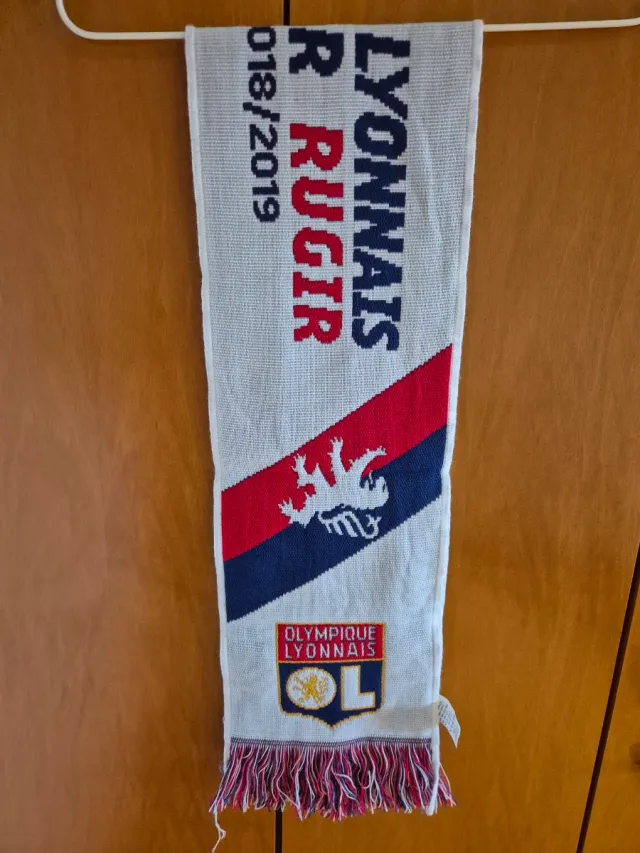 LYONNAIS
R RUGIR
018/2019
OLYMPIQUE
LYONNAIS
OL